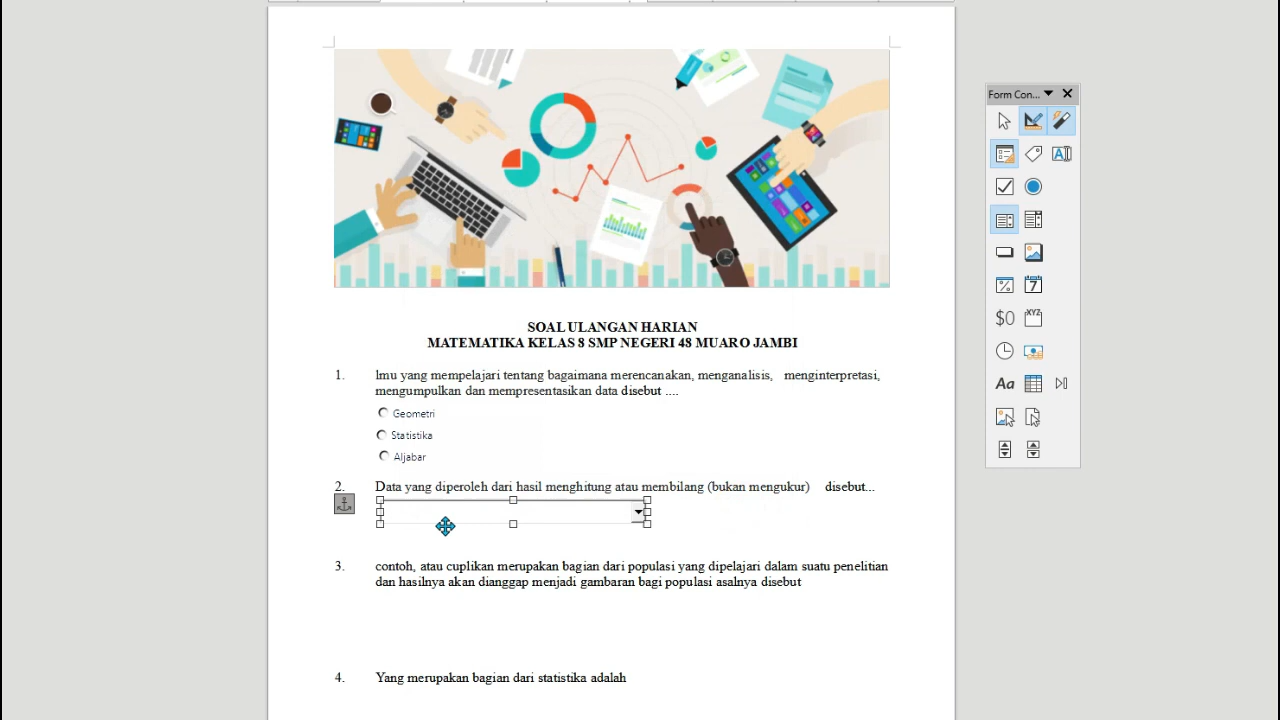 Form Con...
SOAL ULANGAN HARIAN
MATEMATIKA KELAS 8 SMP NEGERI 48 MUARO JAMBI
1. lmu yang mempelajari tentang bagaimana merencanakan, menganalisis, menginterpretasi,
mengumpulkan dan mempresentasikan data disebut ....
Geometri
Statistika
Aljabar
2. Data yang diperoleh dari hasil menghitung atau membilang (bukan mengukur) disebut...
3. contoh, atau cuplikan merupakan bagian dari populasi yang dipelajari dalam suatu penelitian
dan hasilnya akan dianggap menjadi gambaran bagi populasi asalnya disebut
4. Yang merupakan bagian dari statistika adalah